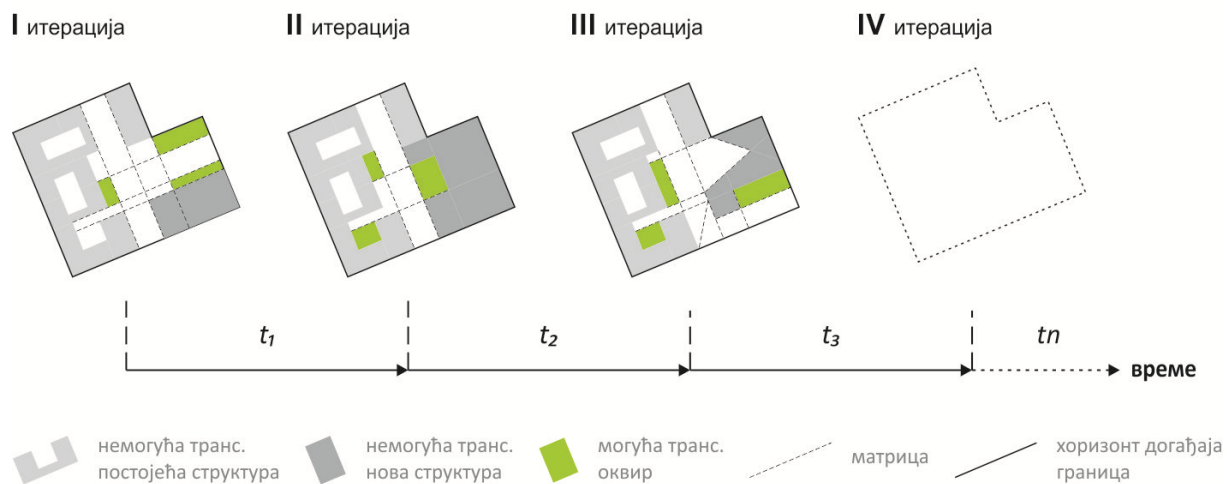 I итерација
II итерација
III итерација
IV итерација
t₁
t₂
t₃
tn
време
немогућа транс.
постојећа структура
немогућа транс.
нова структура
могућа транс.
оквир
матрица
хоризонт догађаја
граница